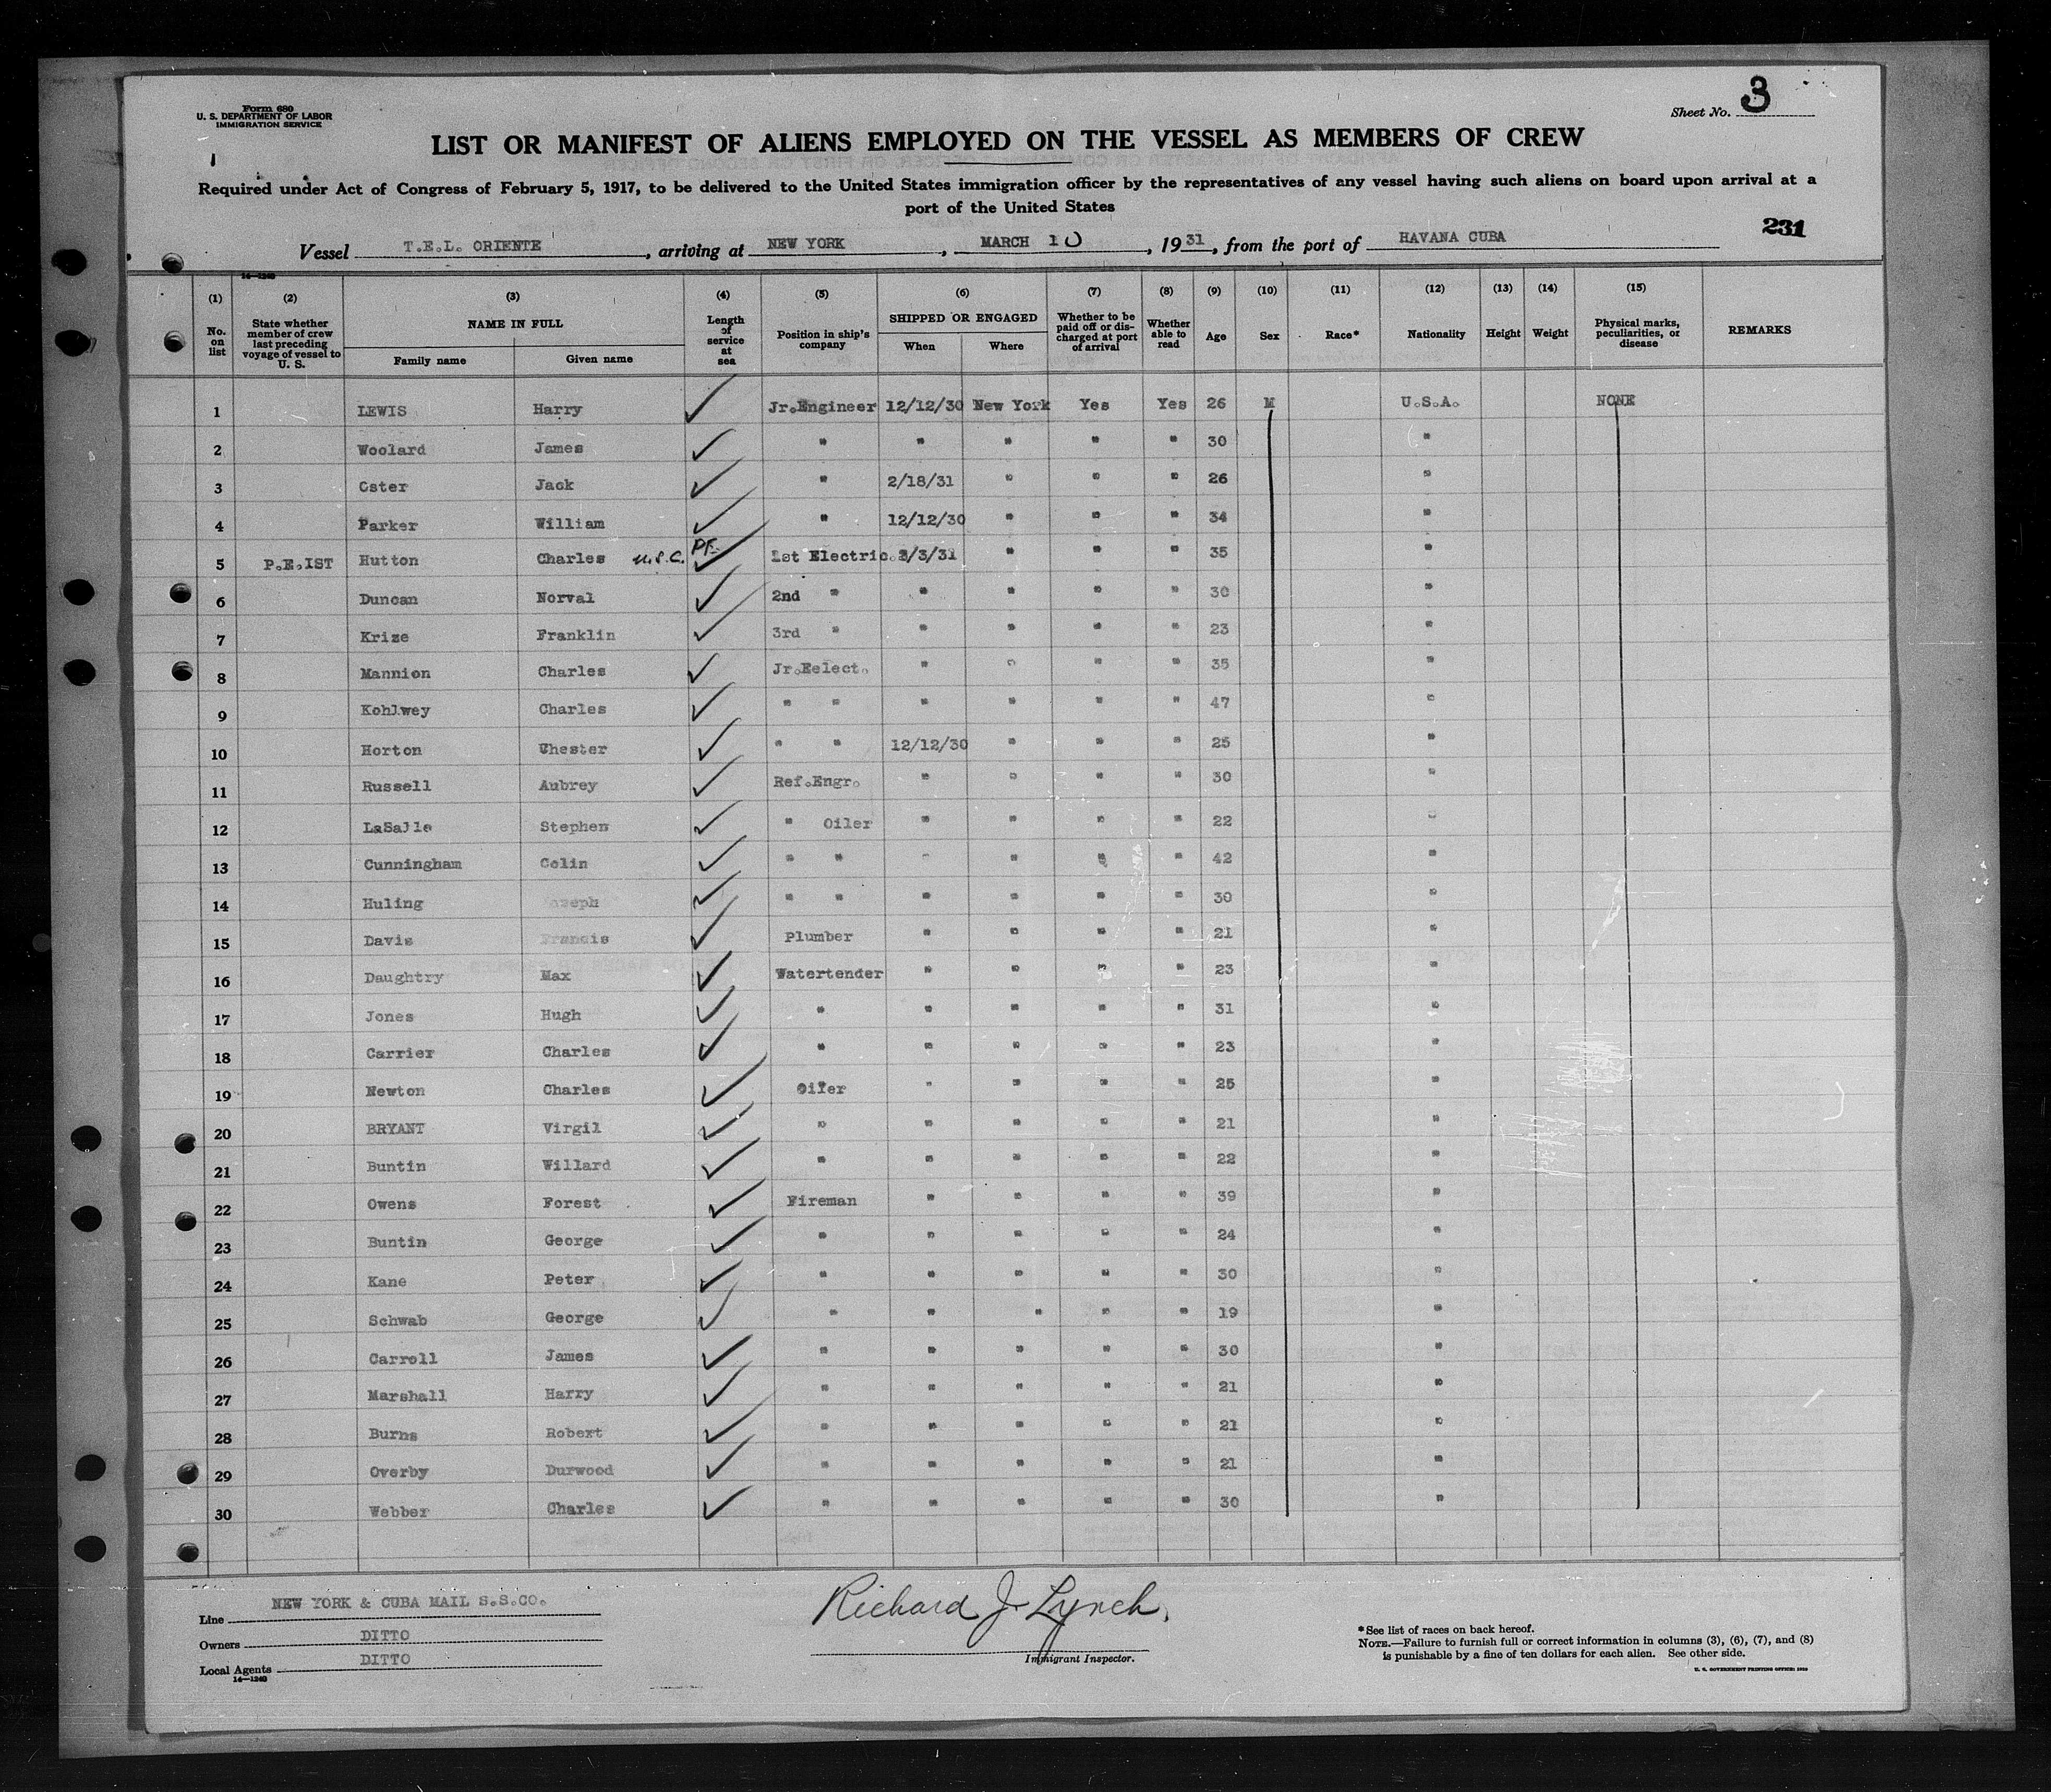 Form 680
U. S. DEPARTMENT OF LABOR
IMMIGRATION SERVICE
Sheet No. 3
LIST OR MANIFEST OF ALIENS EMPLOYED ON THE VESSEL AS MEMBERS OF CREW
Required under Act of Congress of February 5, 1917, to be delivered to the United States immigration officer by the representatives of any vessel having such aliens on board upon arrival at a
port of the United States
231
Vessel T.E.L. ORIENTE, arriving at NEW YORK, MARCH 10, 1931, from the port of HAVANA CUBA
14—1240
(1) (2) (3) (4) (5) (6) (7) (8) (9) (10) (11) (12) (13) (14) (15)
No. on list State whether member of crew last preceding voyage of vessel to U. S. NAME IN FULL Family name Given name Length of service at sea Position in ship's company SHIPPED OR ENGAGED When Where Whether to be paid off or discharged at port of arrival Whether able to read Age Sex Race* Nationality Height Weight Physical marks, peculiarities, or disease REMARKS
1 LEWIS Harry ✓ Jr.Engineer 12/12/30 New York Yes Yes 26 M U.S.A. NONE
2 Woolard James ✓ " " " " " 30 "
3 Oster Jack ✓ " 2/18/31 " " " 26 "
4 Parker William ✓ " 12/12/30 " " " 34 "
5 P.E.IST Hutton Charles U.S.C. PF ✓ 1st Electric. 3/3/31 " " " 35 "
6 Duncan Norval ✓ 2nd " " " " " 30 "
7 Krize Franklin ✓ 3rd " " " " " 23 "
8 Mannion Charles ✓ Jr.Eelect. " " " " 35 "
9 Kohlwey Charles ✓ " " " " " " 47 "
10 Horton Chester ✓ " " 12/12/30 " " " 25 "
11 Russell Aubrey ✓ Ref.Engr. " " " " 30 "
12 LaSalle Stephen ✓ " Oiler " " " " 22 "
13 Cunningham Colin ✓ " " " " " " 42 "
14 Huling Joseph ✓ " " " " " " 30 "
15 Davis Francis ✓ Plumber " " " " 21 "
16 Daughtry Max ✓ Watertender " " " " 23 "
17 Jones Hugh ✓ " " " " " 31 "
18 Carrier Charles ✓ " " " " " 23 "
19 Newton Charles ✓ Oiler " " " " 25 "
20 BRYANT Virgil ✓ " " " " " 21 "
21 Buntin Willard ✓ " " " " " 22 "
22 Owens Forest ✓ Fireman " " " " 39 "
23 Buntin George ✓ " " " " " 24 "
24 Kane Peter ✓ " " " " " 30 "
25 Schwab George ✓ " " " " " 19 "
26 Carroll James ✓ " " " " " 30 "
27 Marshall Harry ✓ " " " " " 21 "
28 Burns Robert ✓ " " " " " 21 "
29 Overby Durwood ✓ " " " " " 21 "
30 Webber Charles ✓ " " " " " 30 "
Line NEW YORK & CUBA MAIL S.S.CO.
Owners DITTO
Local Agents DITTO
14—1240
Richard J. Lynch.
Immigrant Inspector.
*See list of races on back hereof.
NOTE.—Failure to furnish full or correct information in columns (3), (6), (7), and (8)
is punishable by a fine of ten dollars for each alien. See other side.